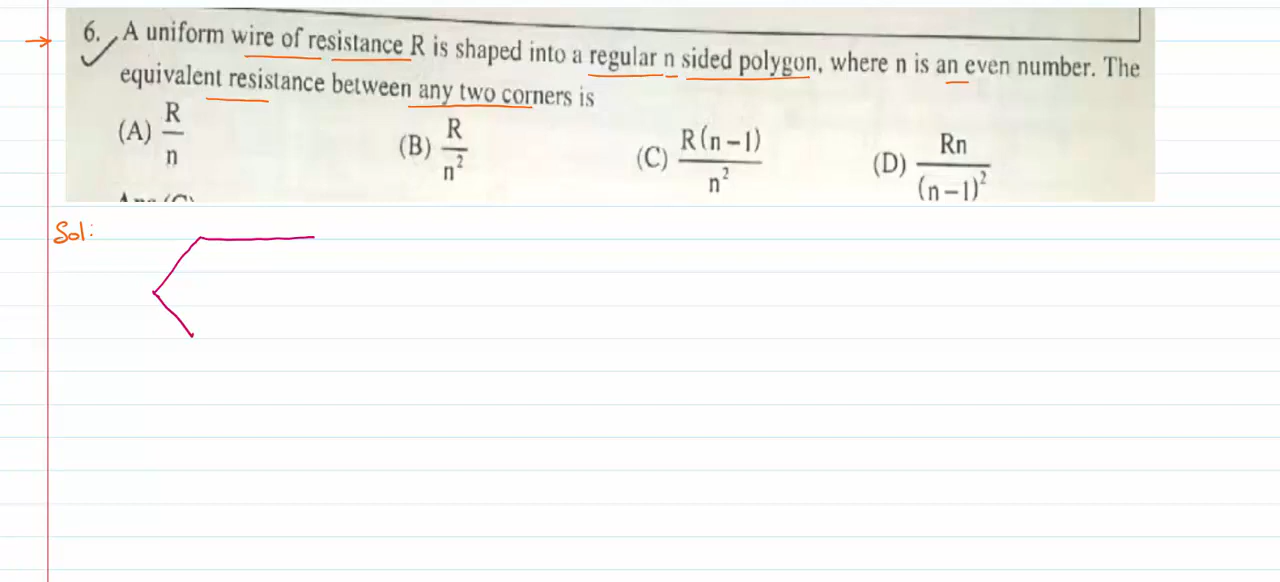 6. A uniform wire of resistance R is shaped into a regular n sided polygon, where n is an even number. The
equivalent resistance between any two corners is
(A) R/n (B) R/n² (C) R(n-1)/n² (D) Rn/(n-1)²
Sol: